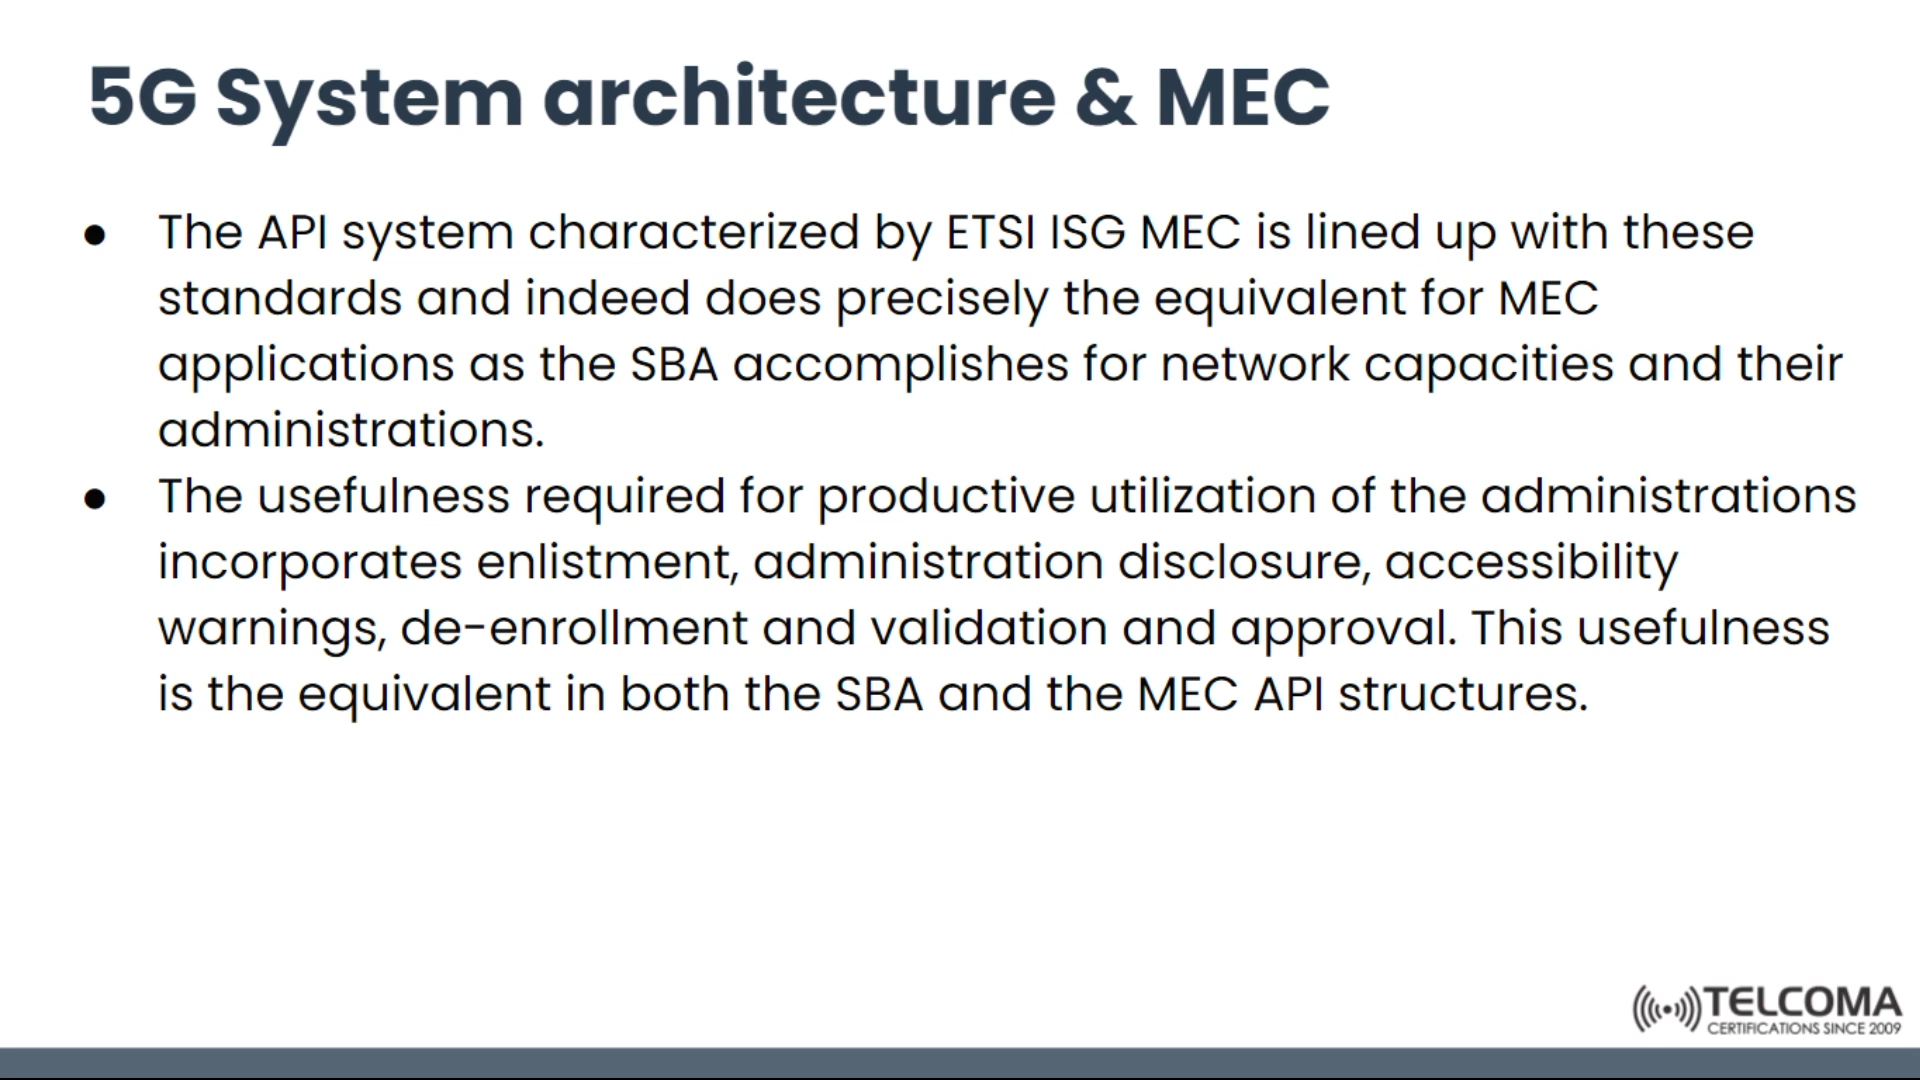 5G System architecture & MEC
● The API system characterized by ETSI ISG MEC is lined up with these
standards and indeed does precisely the equivalent for MEC
applications as the SBA accomplishes for network capacities and their
administrations.
● The usefulness required for productive utilization of the administrations
incorporates enlistment, administration disclosure, accessibility
warnings, de-enrollment and validation and approval. This usefulness
is the equivalent in both the SBA and the MEC API structures.
TELCOMA
CERTIFICATIONS SINCE 2009